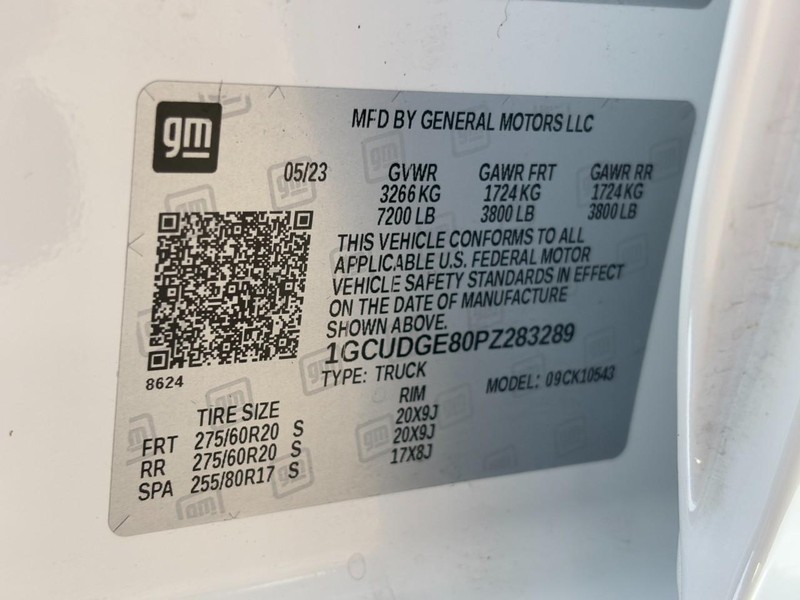 gm
MFD BY GENERAL MOTORS LLC
05/23 GVWR GAWR FRT GAWR RR
3266 KG 1724 KG 1724 KG
7200 LB 3800 LB 3800 LB
THIS VEHICLE CONFORMS TO ALL
APPLICABLE U.S. FEDERAL MOTOR
VEHICLE SAFETY STANDARDS IN EFFECT
ON THE DATE OF MANUFACTURE
SHOWN ABOVE.
1GCUDGE80PZ283289
8624
TYPE: TRUCK MODEL: 09CK10543
TIRE SIZE RIM
FRT 275/60R20 S 20X9J
RR 275/60R20 S 20X9J
SPA 255/80R17 S 17X8J